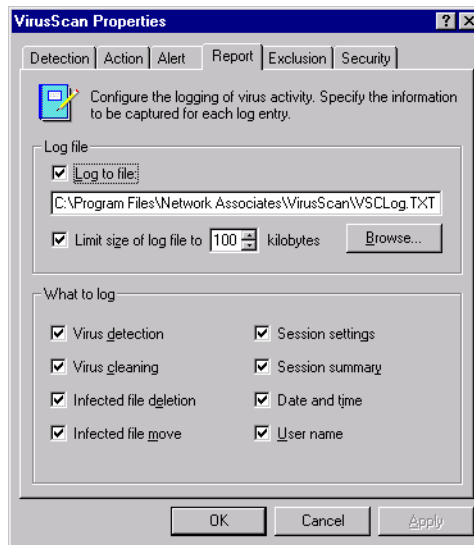 VirusScan Properties
Detection Action Alert Report Exclusion Security
Configure the logging of virus activity. Specify the information
to be captured for each log entry.
Log file
Log to file:
C:\Program Files\Network Associates\VirusScan\VSCLog.TXT
Limit size of log file to 100 kilobytes Browse...
What to log
Virus detection Session settings
Virus cleaning Session summary
Infected file deletion Date and time
Infected file move User name
OK Cancel Apply